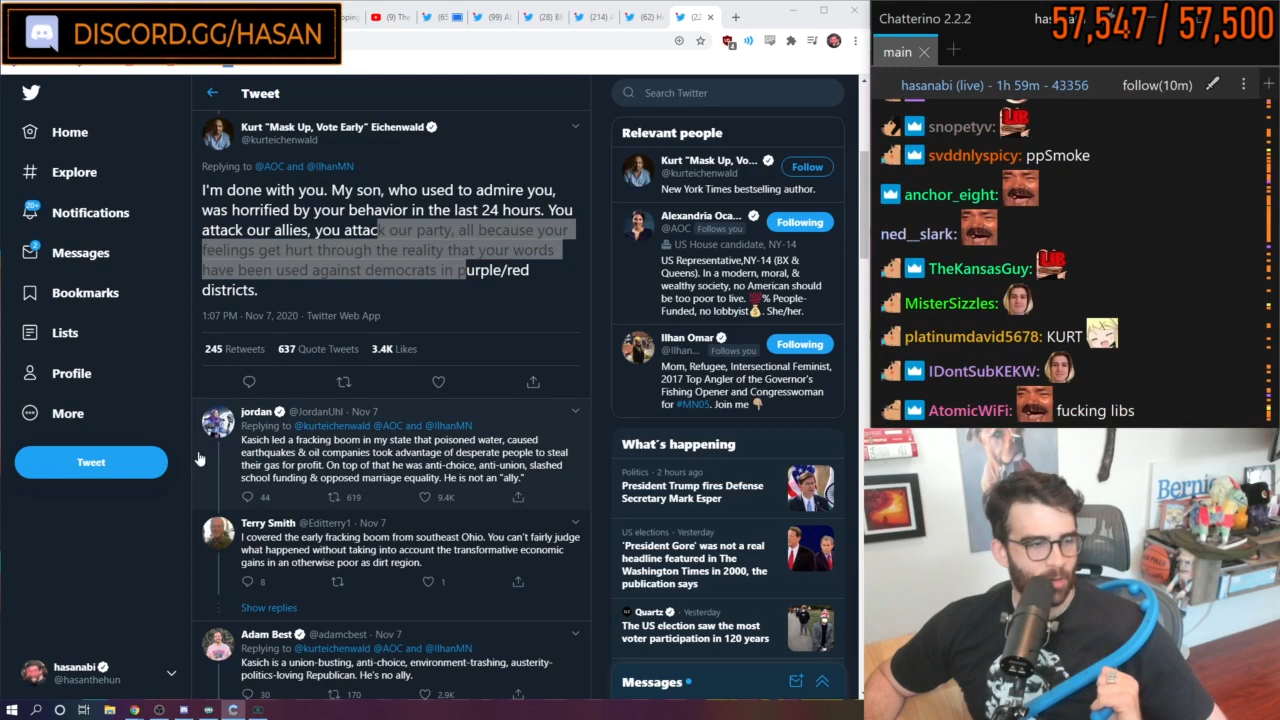 DISCORD.GG/HASAN
(9) The
(65
(99) A
(28) B
(214) A
(62) H
(22
Tweet
Search Twitter
Home
Explore
20+
Notifications
2
Messages
Bookmarks
Lists
Profile
More
Tweet
hasanabi
@hasanthehun
Kurt "Mask Up, Vote Early" Eichenwald
@kurteichenwald
Replying to @AOC and @IlhanMN
I'm done with you. My son, who used to admire you,
was horrified by your behavior in the last 24 hours. You
attack our allies, you attack our party, all because your
feelings get hurt through the reality that your words
have been used against democrats in purple/red
districts.
1:07 PM · Nov 7, 2020 · Twitter Web App
245 Retweets 637 Quote Tweets 3.4K Likes
jordan @JordanUhl · Nov 7
Replying to @kurteichenwald @AOC and @IlhanMN
Kasich led a fracking boom in my state that poisoned water, caused
earthquakes & oil companies took advantage of desperate people to steal
their gas for profit. On top of that he was anti-choice, anti-union, slashed
school funding & opposed marriage equality. He is not an "ally."
44 619 9.4K
Terry Smith @Editterry1 · Nov 7
I covered the early fracking boom from southeast Ohio. You can't fairly judge
what happened without taking into account the transformative economic
gains in an otherwise poor as dirt region.
8 1
Show replies
Adam Best @adamcbest · Nov 7
Replying to @kurteichenwald @AOC and @IlhanMN
Kasich is a union-busting, anti-choice, environment-trashing, austerity-
politics-loving Republican. He's no ally.
30 170 2.9K
Relevant people
Kurt "Mask Up, Vo...
@kurteichenwald
Follow
New York Times bestselling author.
Alexandria Oca...
@AOC Follows you
Following
US House candidate, NY-14
US Representative,NY-14 (BX &
Queens). In a modern, moral, &
wealthy society, no American should
be too poor to live. 💯% People-
Funded, no lobbyist💰. She/her.
Ilhan Omar
@Ilhan... Follows you
Following
Mom, Refugee, Intersectional Feminist,
2017 Top Angler of the Governor's
Fishing Opener and Congresswoman
for #MN05. Join me 👇🏽
What's happening
Politics · 2 hours ago
President Trump fires Defense
Secretary Mark Esper
US elections · Yesterday
'President Gore' was not a real
headline featured in The
Washington Times in 2000, the
publication says
Quartz · Yesterday
The US election saw the most
voter participation in 120 years
Messages
Chatterino 2.2.2
57,547 / 57,500
main
hasanabi (live) - 1h 59m - 43356
follow(10m)
snopetyv: LIB
svddnlyspicy: ppSmoke
anchor_eight:
ned__slark:
TheKansasGuy: LIB
MisterSizzles:
platinumdavid5678: KURT
IDontSubKEKW:
AtomicWiFi: fucking libs
Bernie